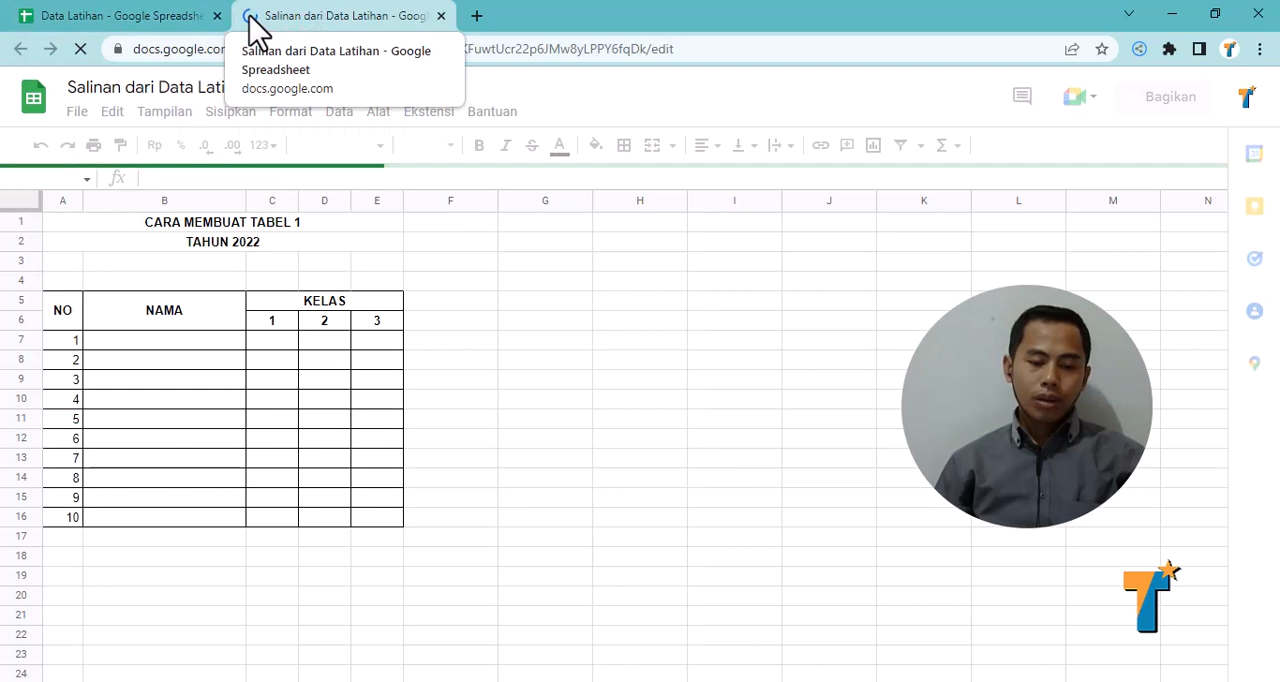 Data Latihan - Google Spreadshe
Salinan dari Data Latihan - Goog
docs.google.com
FuwtUcr22p6JMw8yLPPY6fqDk/edit
Salinan dari Data Latihan - Google
Spreadsheet
docs.google.com
Salinan dari Data Lati
File Edit Tampilan Sisipkan Format Data Alat Ekstensi Bantuan
Bagikan
Rp % .0 .00 123
B I S A Σ
fx
A B C D E F G H I J K L M N
1 CARA MEMBUAT TABEL 1
2 TAHUN 2022
3
4
5 NO NAMA KELAS
6 1 2 3
7 1
8 2
9 3
10 4
11 5
12 6
13 7
14 8
15 9
16 10
17
18
19
20
21
22
23
24
T